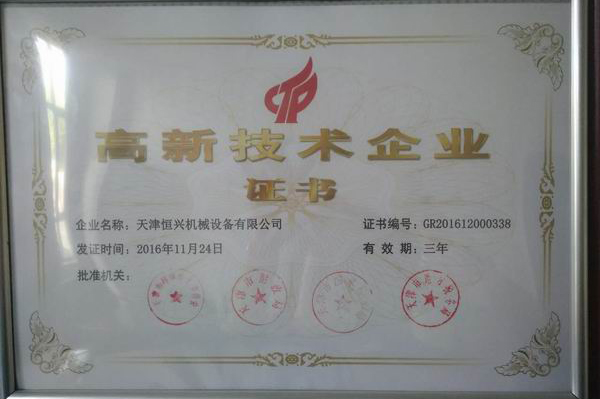 高新技术企业
证书
企业名称：天津恒兴机械设备有限公司 证书编号：GR201612000338
发证时间：2016年11月24日 有效期：三年
批准机关：